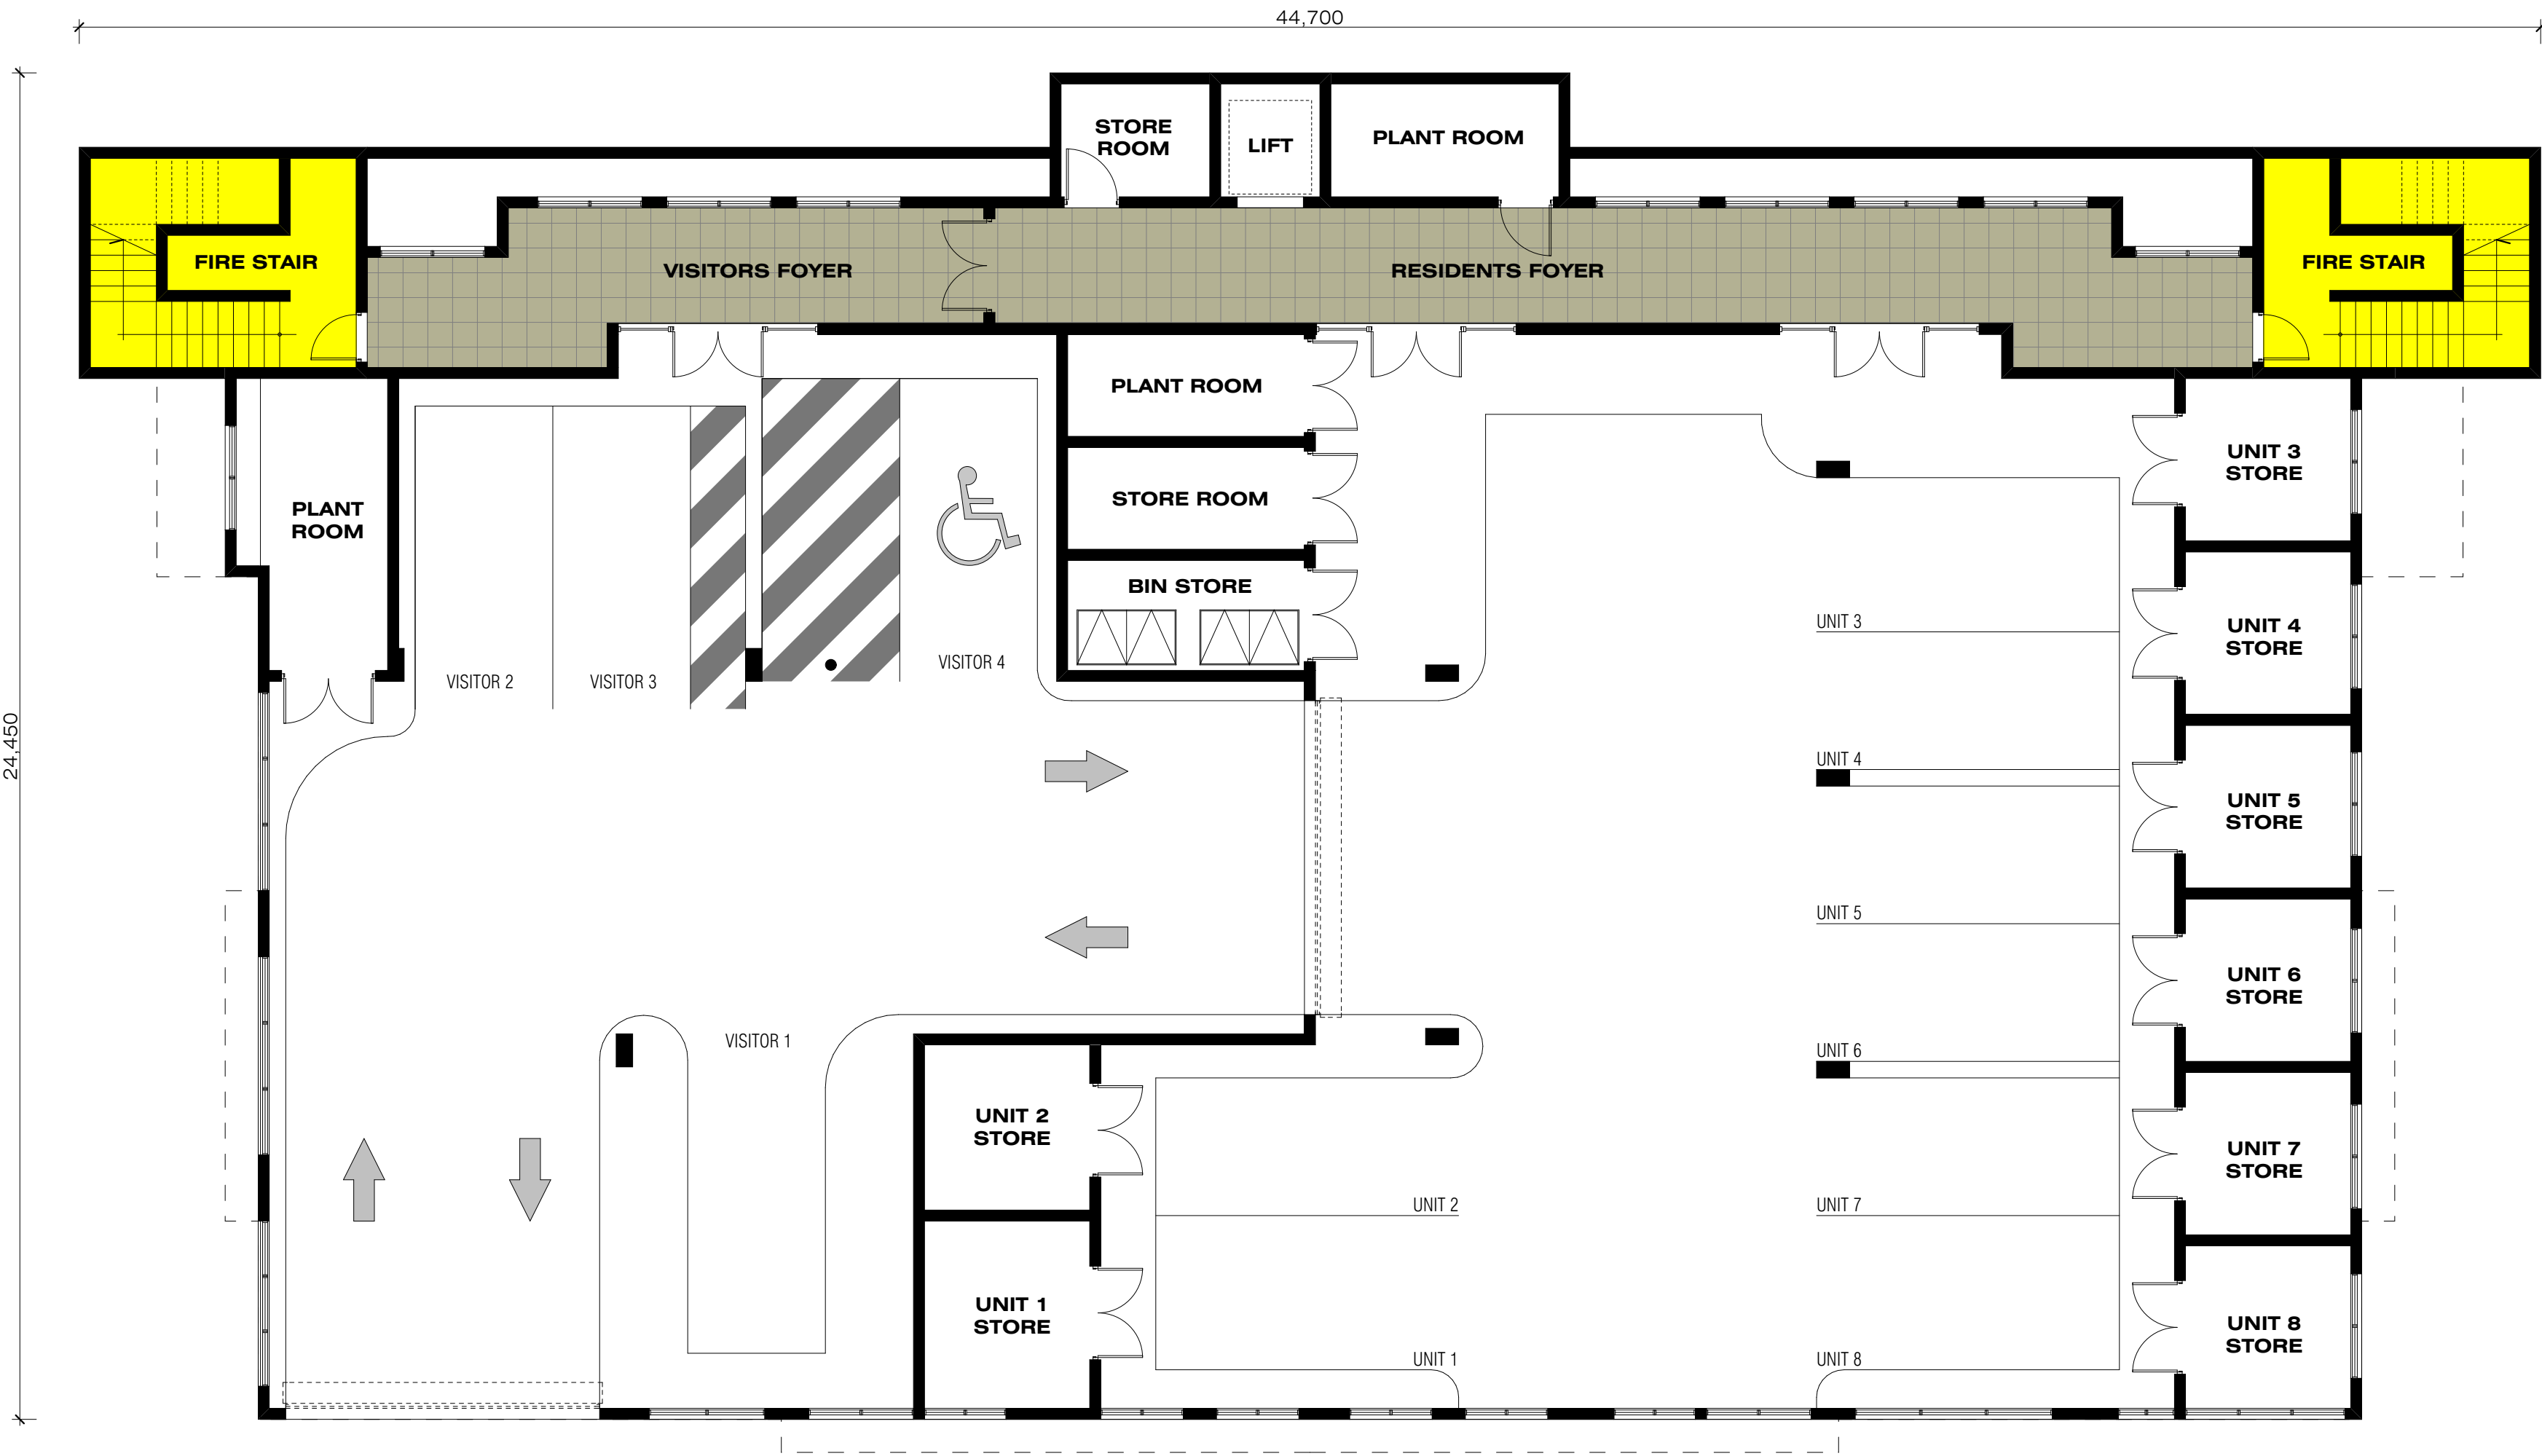 44,700
24,450
STORE
ROOM
LIFT
PLANT ROOM
FIRE STAIR
VISITORS FOYER
RESIDENTS FOYER
FIRE STAIR
PLANT ROOM
STORE ROOM
BIN STORE
PLANT
ROOM
VISITOR 2
VISITOR 3
VISITOR 4
UNIT 3
STORE
UNIT 3
UNIT 4
STORE
UNIT 4
UNIT 5
STORE
UNIT 5
UNIT 6
STORE
VISITOR 1
UNIT 6
UNIT 2
STORE
UNIT 7
STORE
UNIT 2
UNIT 7
UNIT 1
STORE
UNIT 8
STORE
UNIT 1
UNIT 8